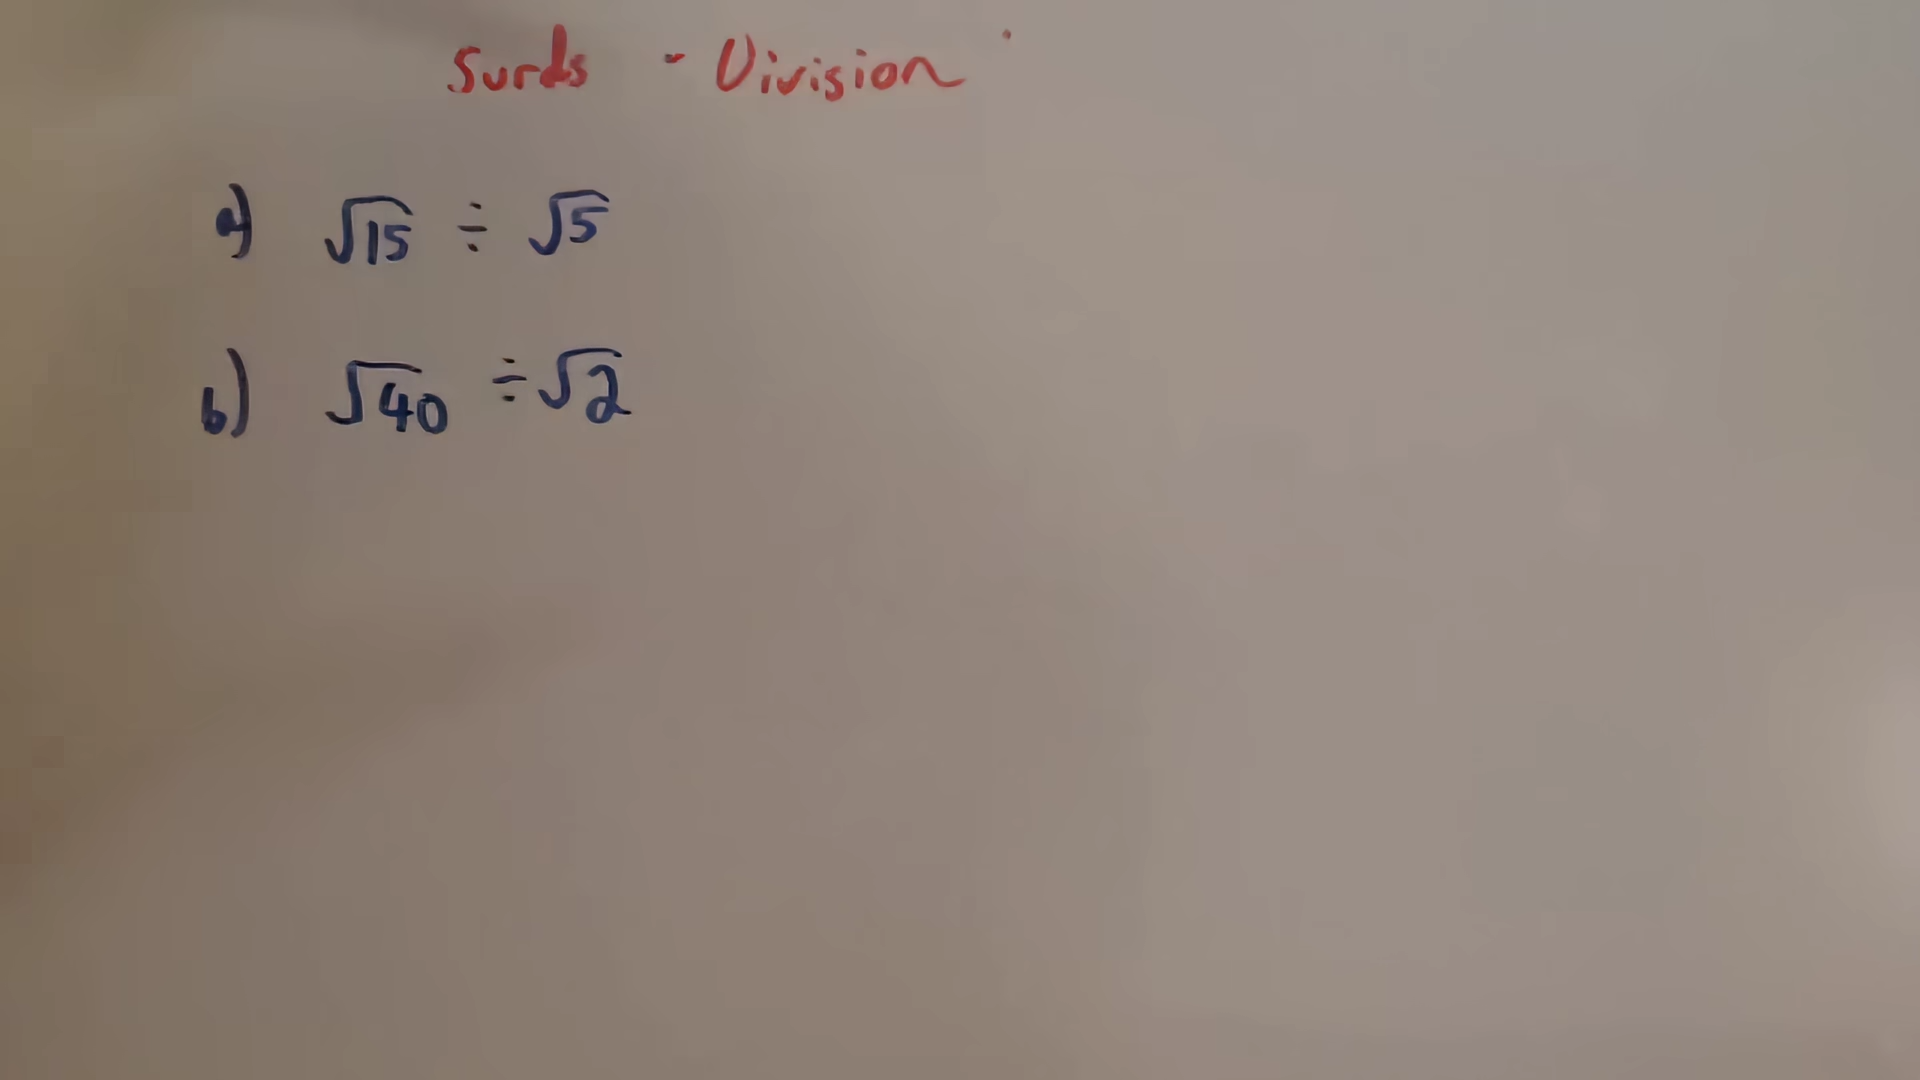 Surds - Division
a) √15 ÷ √5
b) √40 ÷ √2